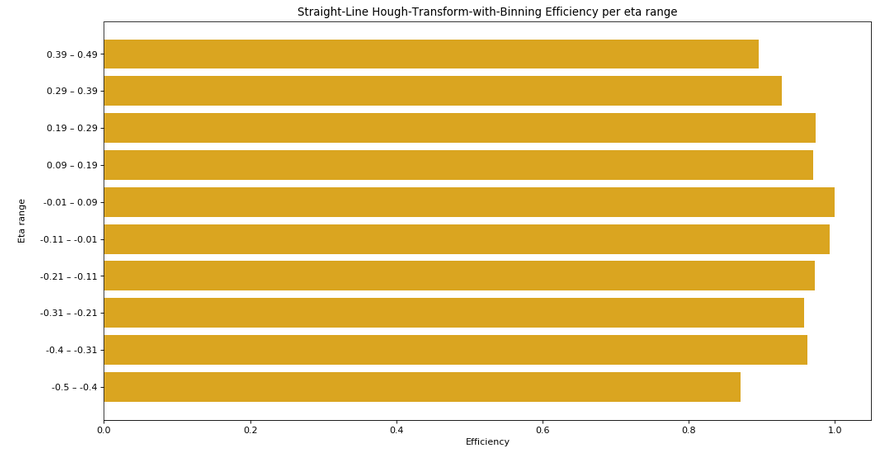 Straight-Line Hough-Transform-with-Binning Efficiency per eta range
Eta range
0.39 – 0.49
0.29 – 0.39
0.19 – 0.29
0.09 – 0.19
-0.01 – 0.09
-0.11 – -0.01
-0.21 – -0.11
-0.31 – -0.21
-0.4 – -0.31
-0.5 – -0.4
0.0 0.2 0.4 0.6 0.8 1.0
Efficiency